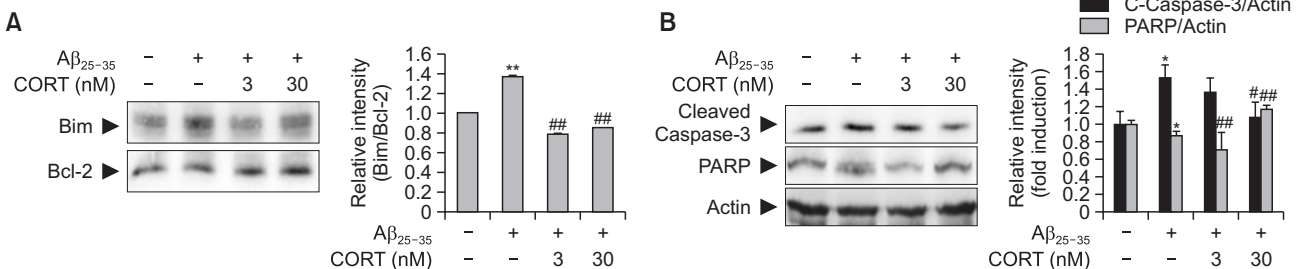 A
Aβ25–35 – + + +
CORT (nM) – – 3 30
Bim
Bcl-2
Relative intensity
(Bim/Bcl-2)
1.6
1.4
1.2
1.0
0.8
0.6
0.4
0.2
0
**
##
##
Aβ25–35 – + + +
CORT (nM) – – 3 30
B
Aβ25–35 – + + +
CORT (nM) – – 3 30
Cleaved
Caspase-3
PARP
Actin
C-Caspase-3/Actin
PARP/Actin
Relative intensity
(fold induction)
1.8
1.6
1.4
1.2
1.0
0.8
0.6
0.4
0.2
0
*
*
##
#
##
Aβ25–35 – + + +
CORT (nM) – – 3 30